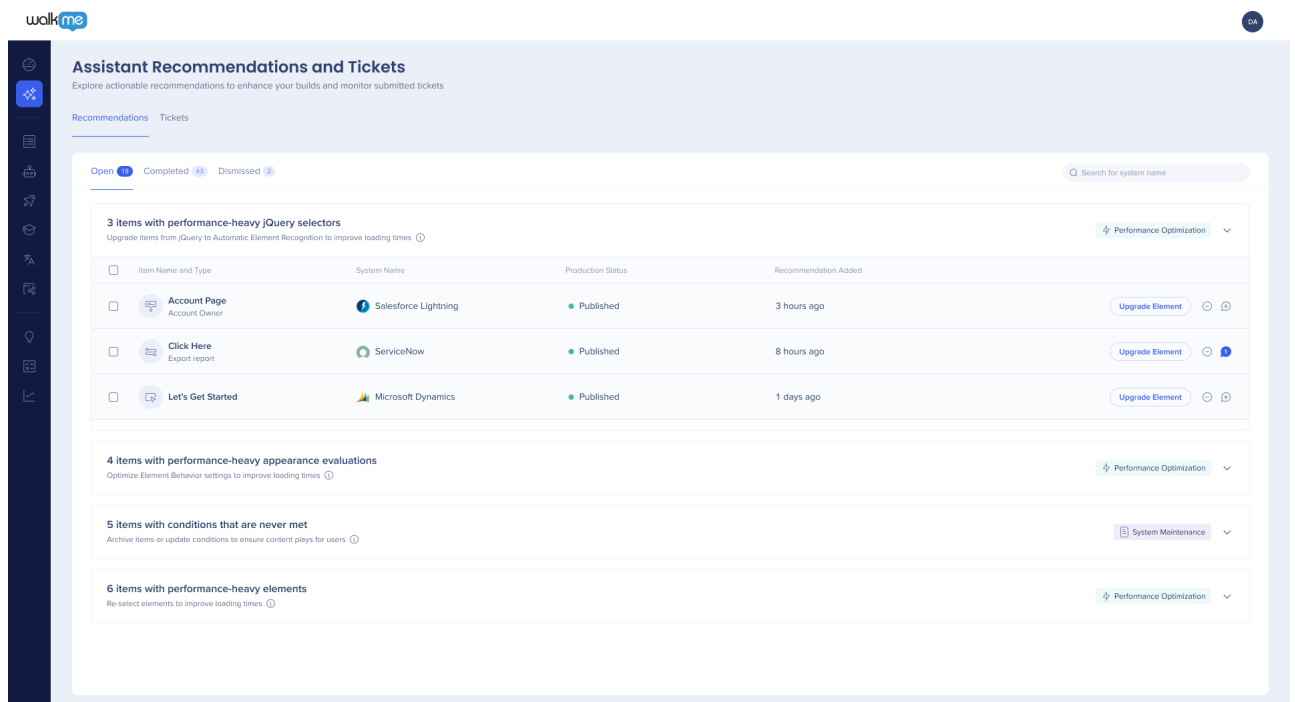 walkme
DA
Assistant Recommendations and Tickets
Explore actionable recommendations to enhance your builds and monitor submitted tickets
Recommendations Tickets
Open 18 Completed 43 Dismissed 2 Search for system name
3 items with performance-heavy jQuery selectors
Upgrade items from jQuery to Automatic Element Recognition to improve loading times
Performance Optimization
Item Name and Type System Name Production Status Recommendation Added
Account Page
Account Owner
Salesforce Lightning Published 3 hours ago Upgrade Element
Click Here
Export report
ServiceNow Published 8 hours ago Upgrade Element 1
Let's Get Started Microsoft Dynamics Published 1 days ago Upgrade Element
4 items with performance-heavy appearance evaluations
Optimize Element Behavior settings to improve loading times
Performance Optimization
5 items with conditions that are never met
Archive items or update conditions to ensure content plays for users
System Maintenance
6 items with performance-heavy elements
Re-select elements to improve loading times
Performance Optimization